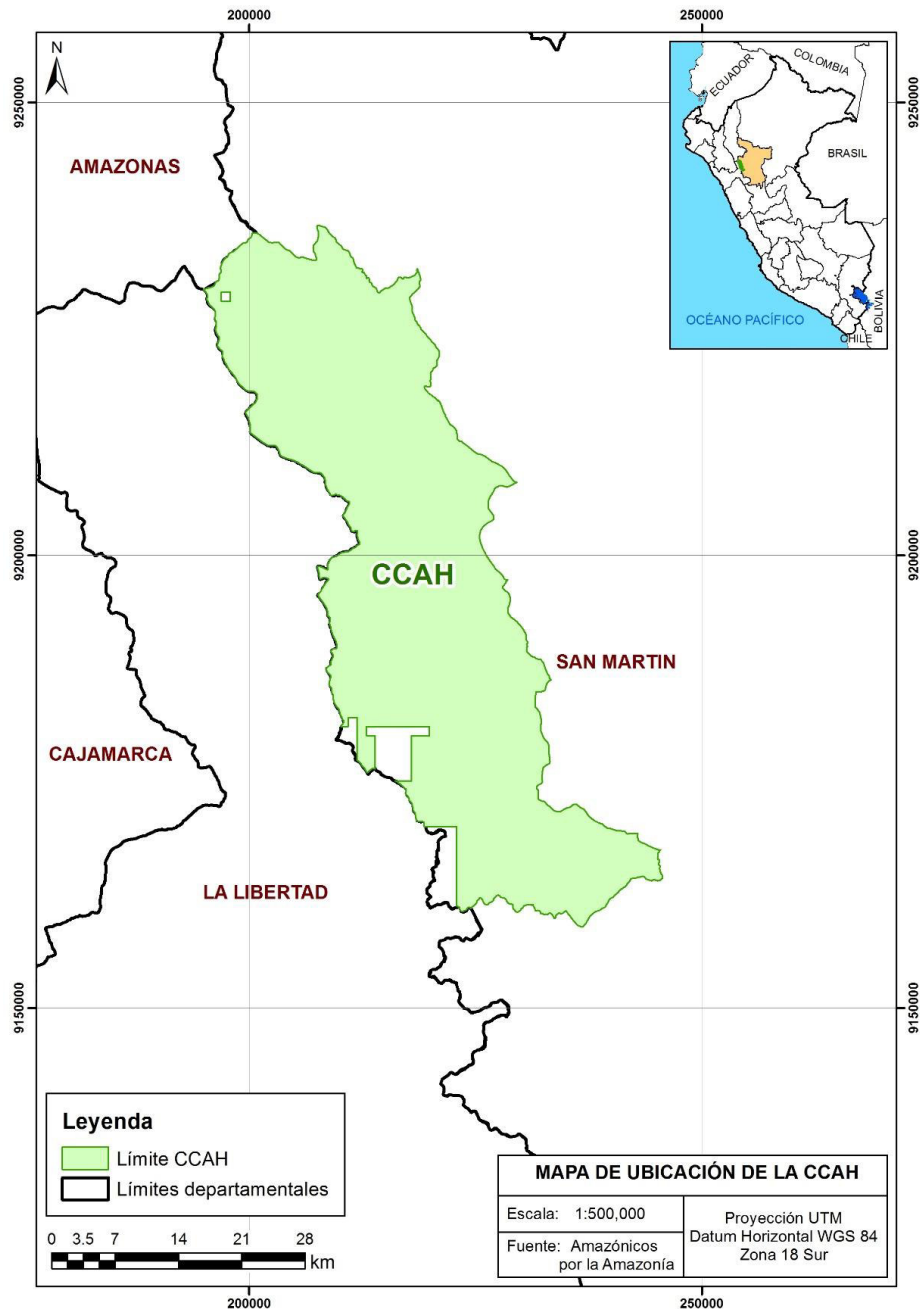 200000
250000
N
9250000
9250000
ECUADOR
COLOMBIA
BRASIL
OCÉANO PACÍFICO
BOLIVIA
CHILE
AMAZONAS
9200000
9200000
CCAH
SAN MARTIN
CAJAMARCA
LA LIBERTAD
9150000
9150000
Leyenda
Límite CCAH
Límites departamentales
0 3.5 7 14 21 28
km
MAPA DE UBICACIÓN DE LA CCAH
Escala: 1:500,000
Fuente: Amazónicos
por la Amazonía
Proyección UTM
Datum Horizontal WGS 84
Zona 18 Sur
200000
250000